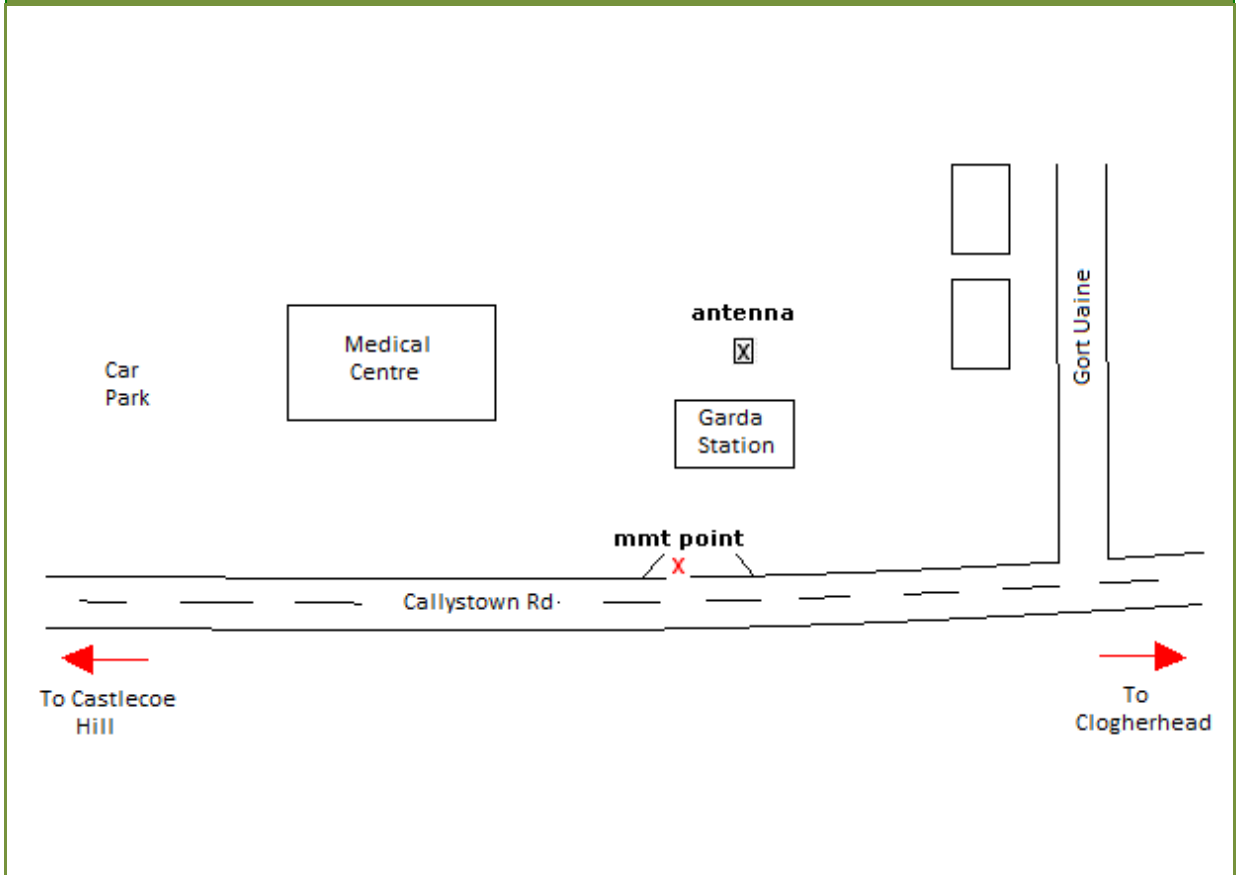 antenna
X
Gort Uaine
Medical
Centre
Car
Park
Garda
Station
mmt point
X
Callystown Rd
To Castlecoe
Hill
To
Clogherhead